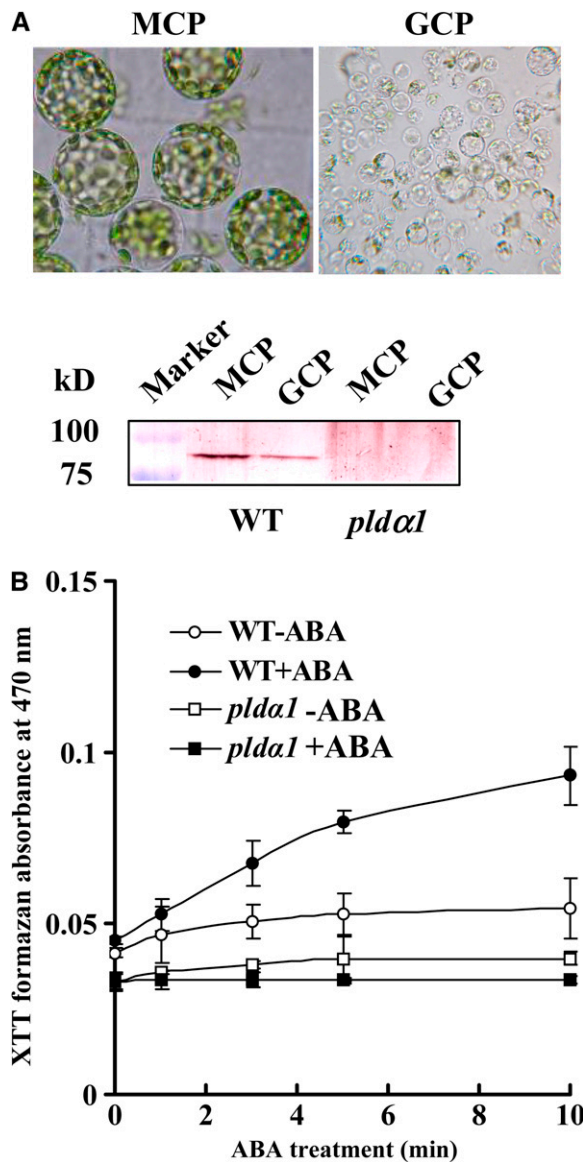 A
MCP GCP
kD Marker MCP GCP MCP GCP
100
75
WT pldα1
B
0.15
0.1
0.05
0
XTT formazan absorbance at 470 nm
WT-ABA
WT+ABA
pldα1 -ABA
pldα1 +ABA
0 2 4 6 8 10
ABA treatment (min)